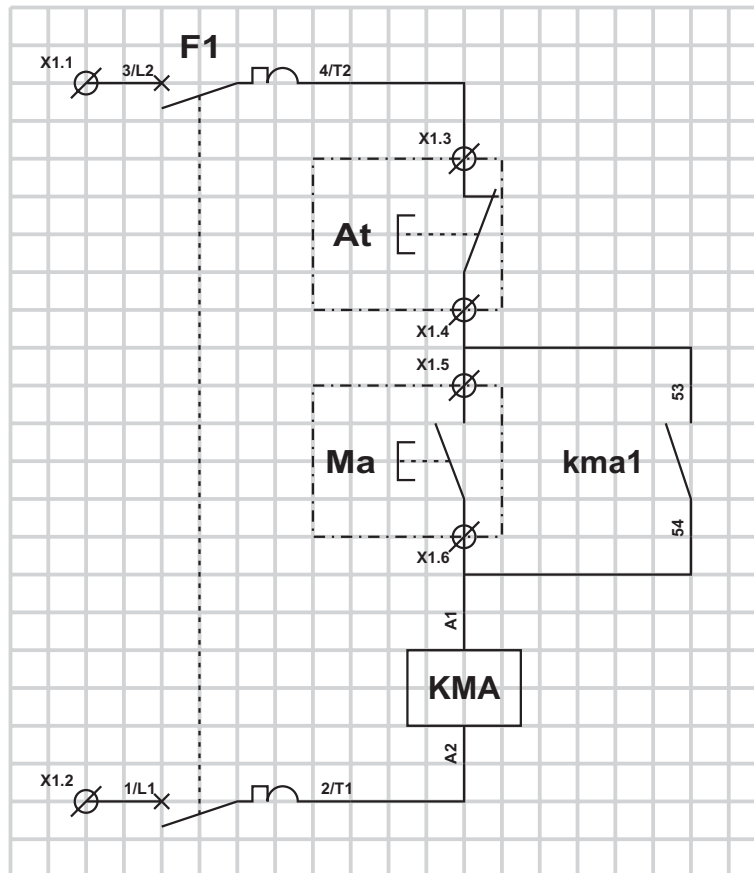 F1
X1.1
3/L2
4/T2
X1.3
At
X1.4
X1.5
53
Ma
kma1
54
X1.6
A1
KMA
A2
X1.2
1/L1
2/T1